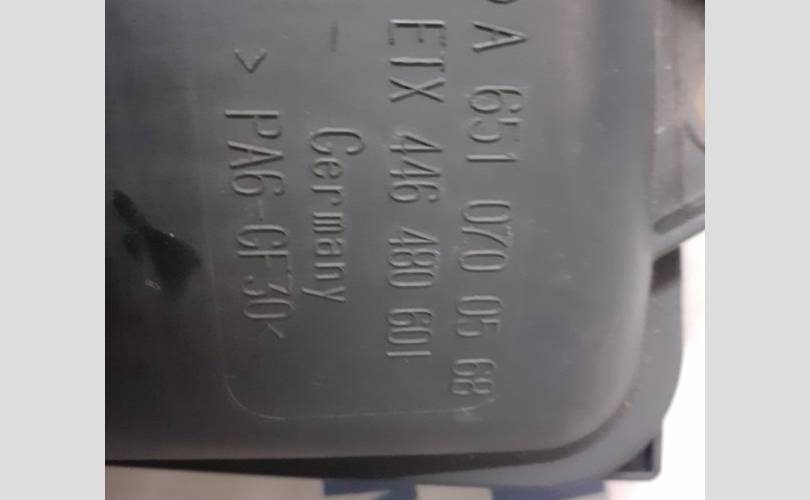 A 651 070 05 68
ETX 446 480 601
Germany
>PA6-GF30<